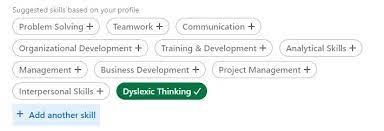 Suggested skills based on your profile
Problem Solving + Teamwork + Communication +
Organizational Development + Training & Development + Analytical Skills +
Management + Business Development + Project Management +
Interpersonal Skills + Dyslexic Thinking ✓
+ Add another skill